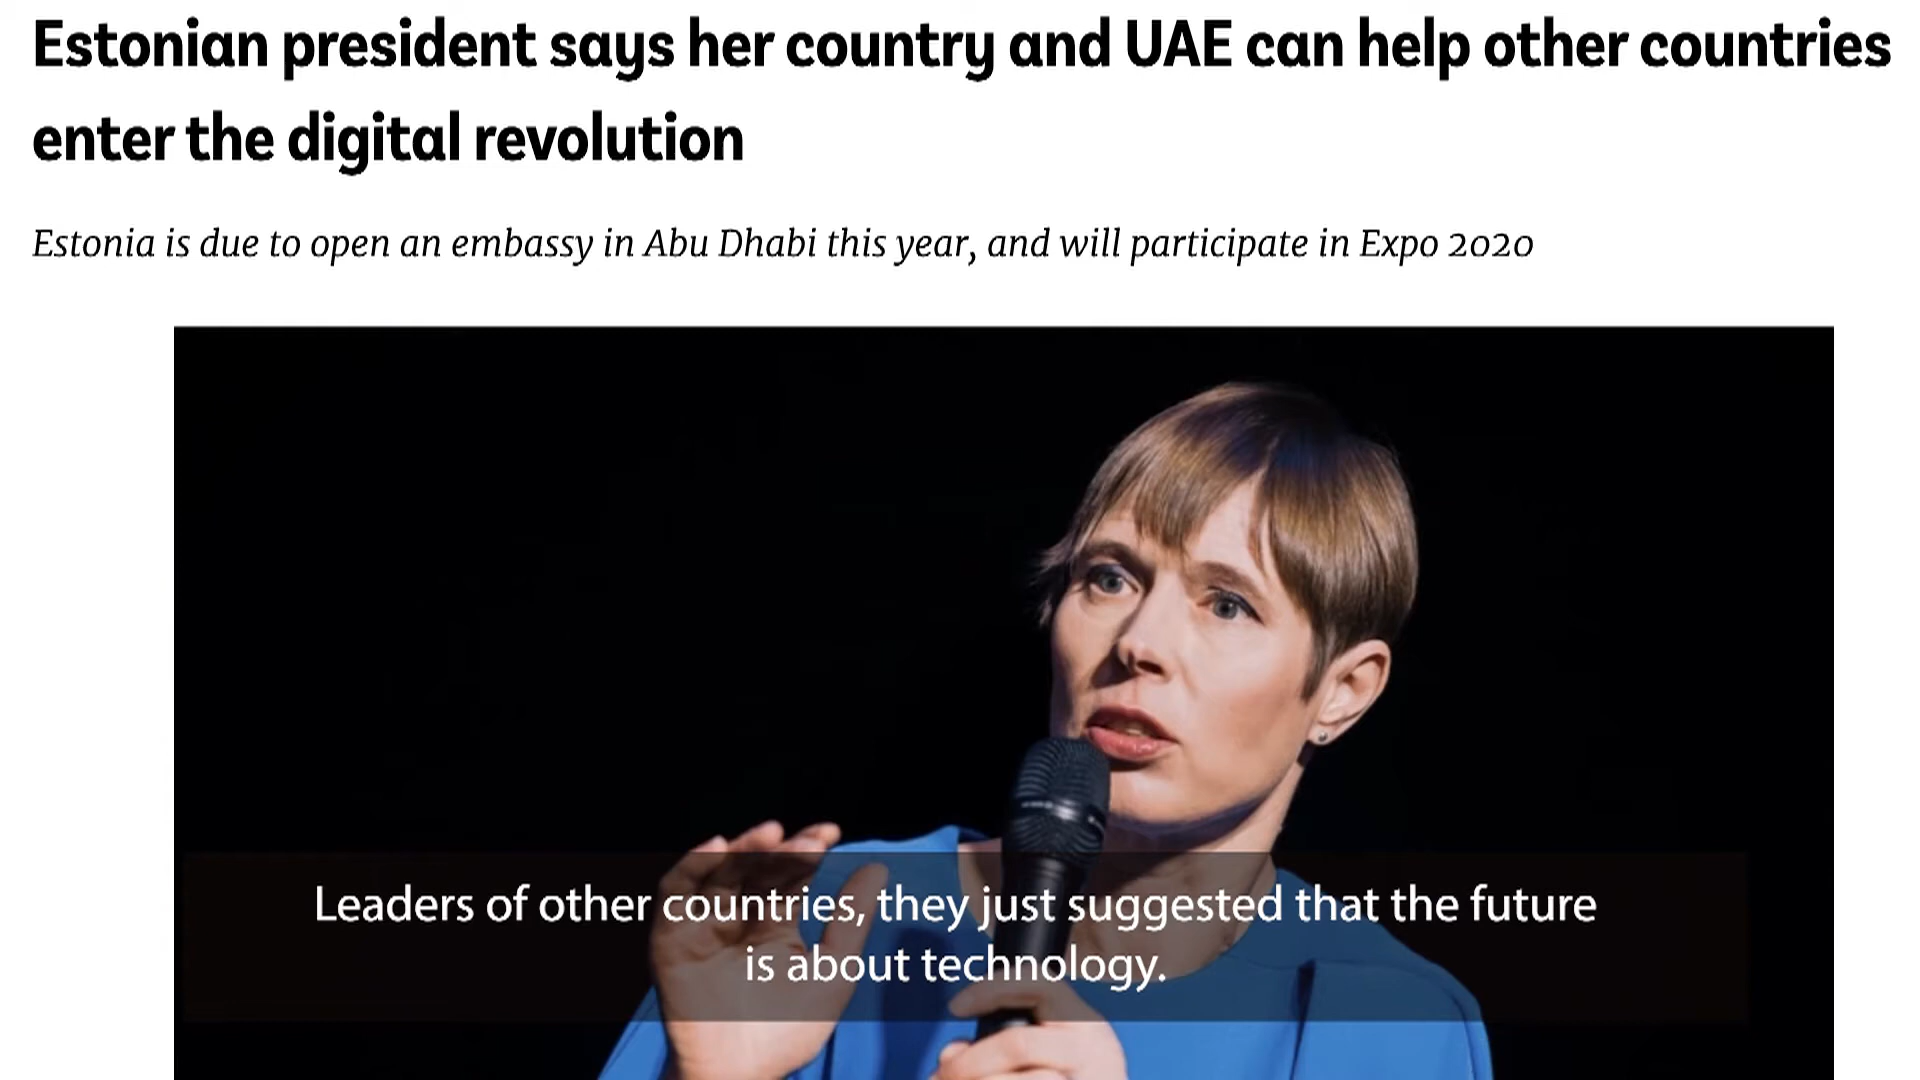 Estonian president says her country and UAE can help other countries
enter the digital revolution
Estonia is due to open an embassy in Abu Dhabi this year, and will participate in Expo 2020
Leaders of other countries, they just suggested that the future
is about technology.